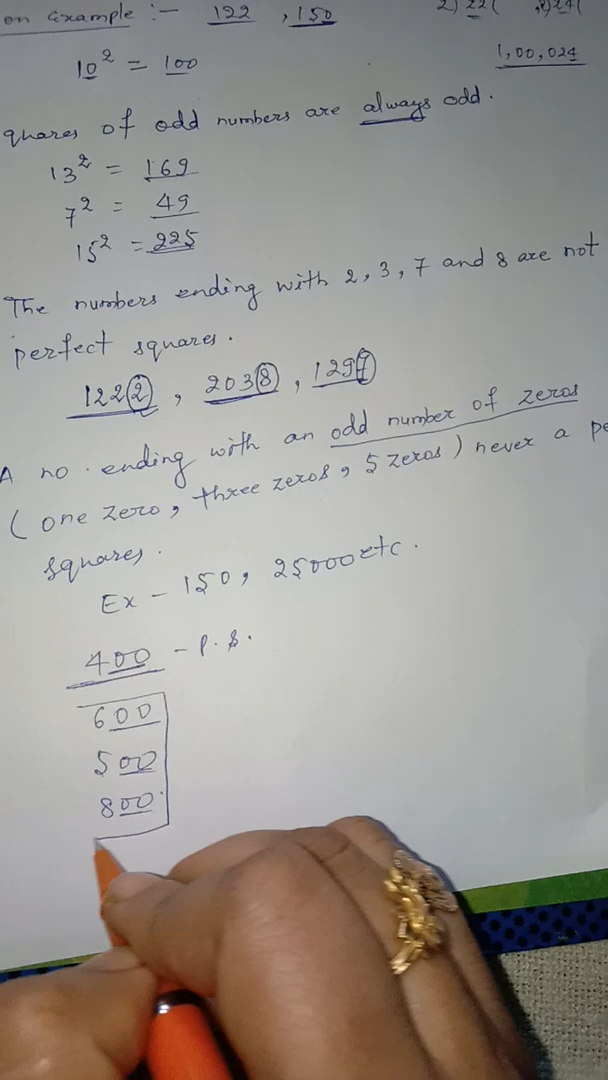 on Example :- 122 , 150
1,00,024
10² = 100
quares of odd numbers are always odd.
13² = 169
7² = 49
15² = 225
The numbers ending with 2, 3, 7 and 8 are not
perfect squares.
1222 , 2038 , 1297
A no. ending with an odd number of zeros
( one zero, three zeros, 5 zeros) never a pe
squares.
Ex - 150, 25000 etc.
400 - P.S.
600
500
800